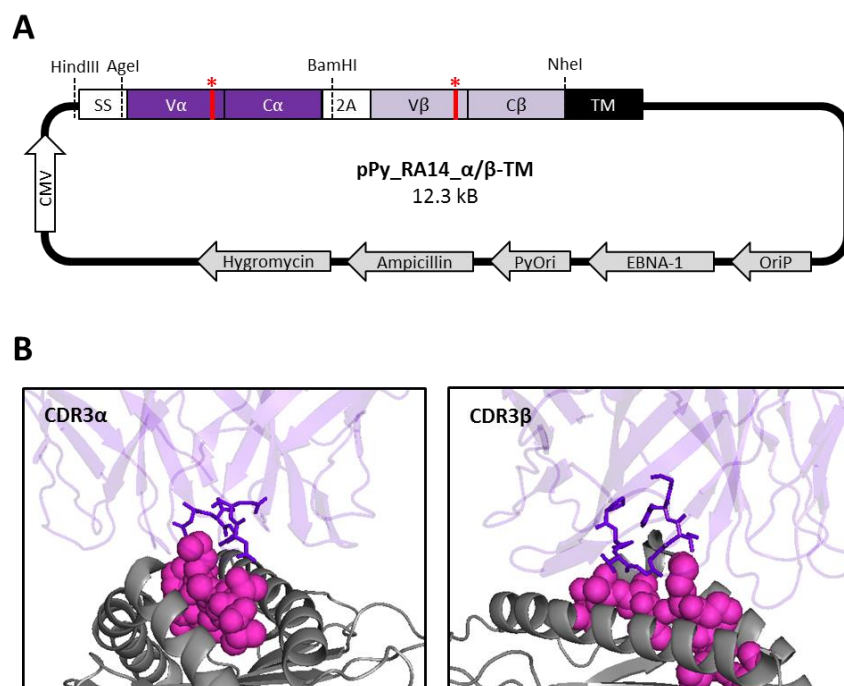 A
HindIII AgeI BamHI NheI
* *
SS Vα Cα 2A Vβ Cβ TM
CMV
pPy_RA14_α/β-TM
12.3 kB
Hygromycin Ampicillin PyOri EBNA-1 OriP
B
CDR3α CDR3β